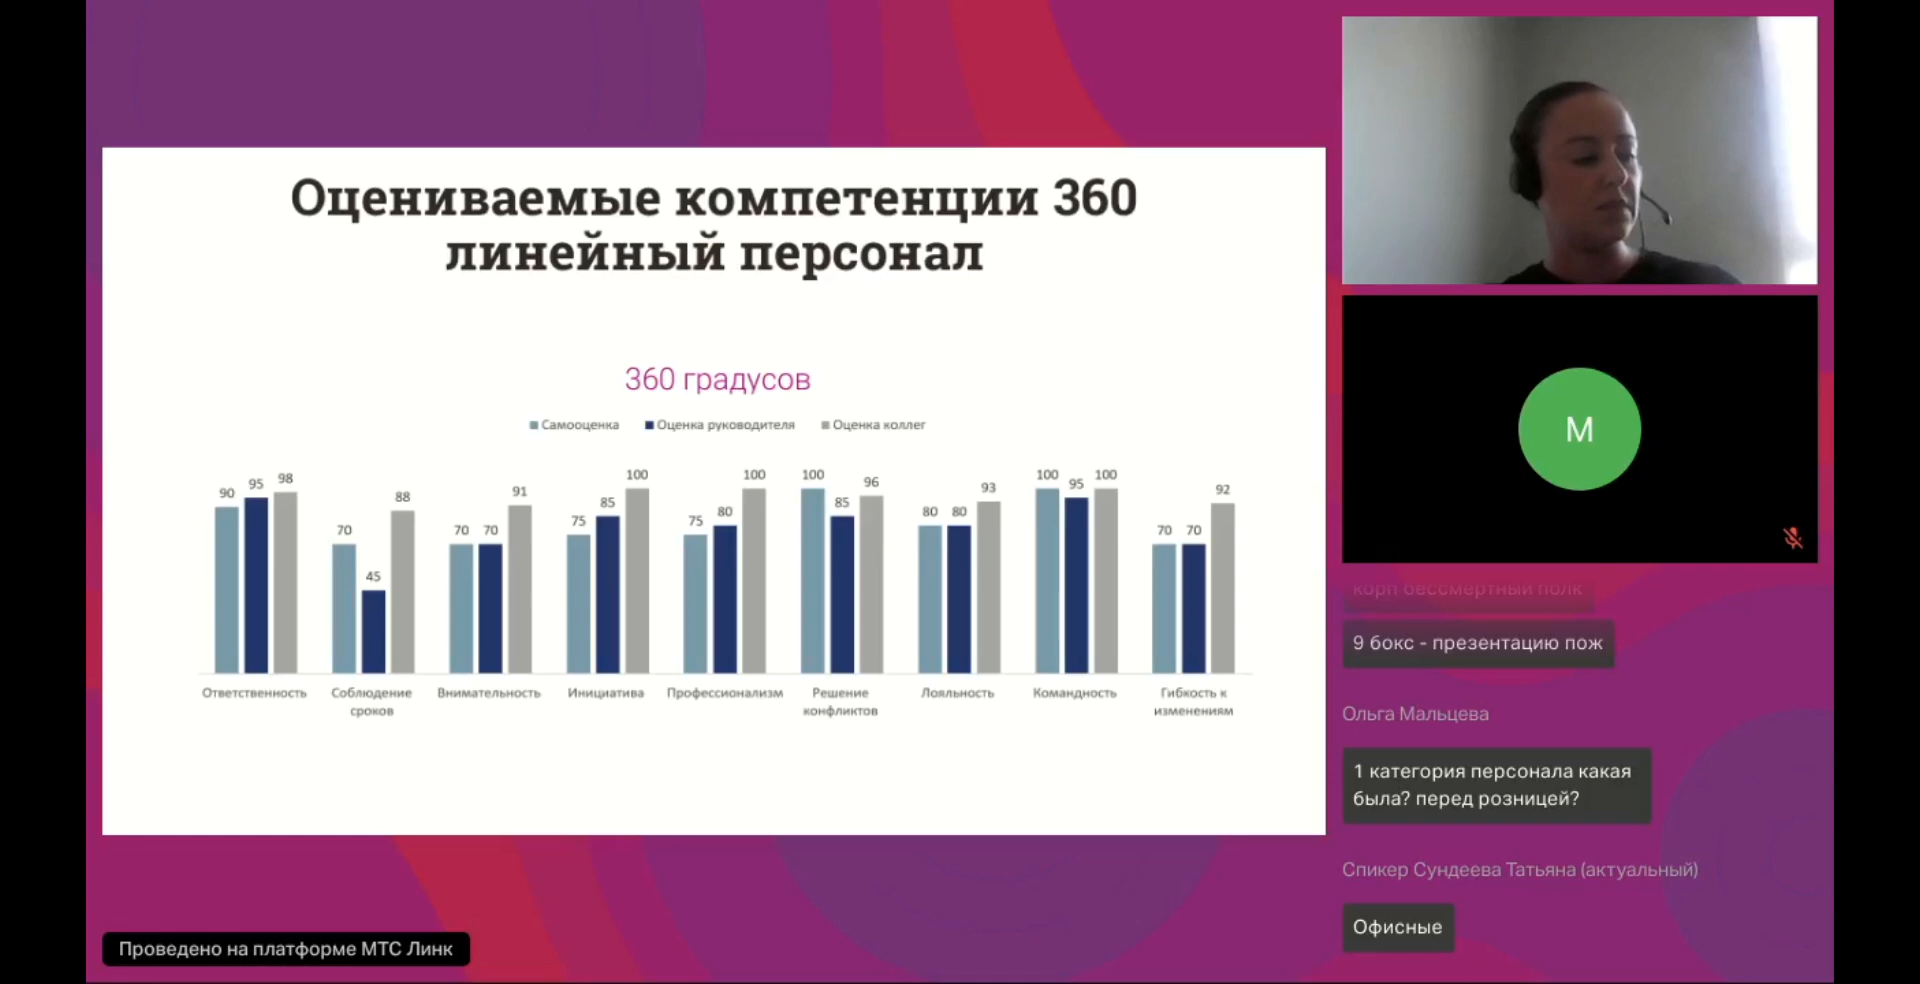 Оцениваемые компетенции 360
линейный персонал
360 градусов
Самооценка Оценка руководителя Оценка коллег
90 95 98
70 45 88
70 70 91
75 85 100
75 80 100
100 85 96
80 80 93
100 95 100
70 70 92
Ответственность
Соблюдение
сроков
Внимательность
Инициатива
Профессионализм
Решение
конфликтов
Лояльность
Командность
Гибкость к
изменениям
Проведено на платформе МТС Линк
М
корп бессмертный полк
9 бокс - презентацию пож
Ольга Мальцева
1 категория персонала какая
была? перед розницей?
Спикер Сундеева Татьяна (актуальный)
Офисные